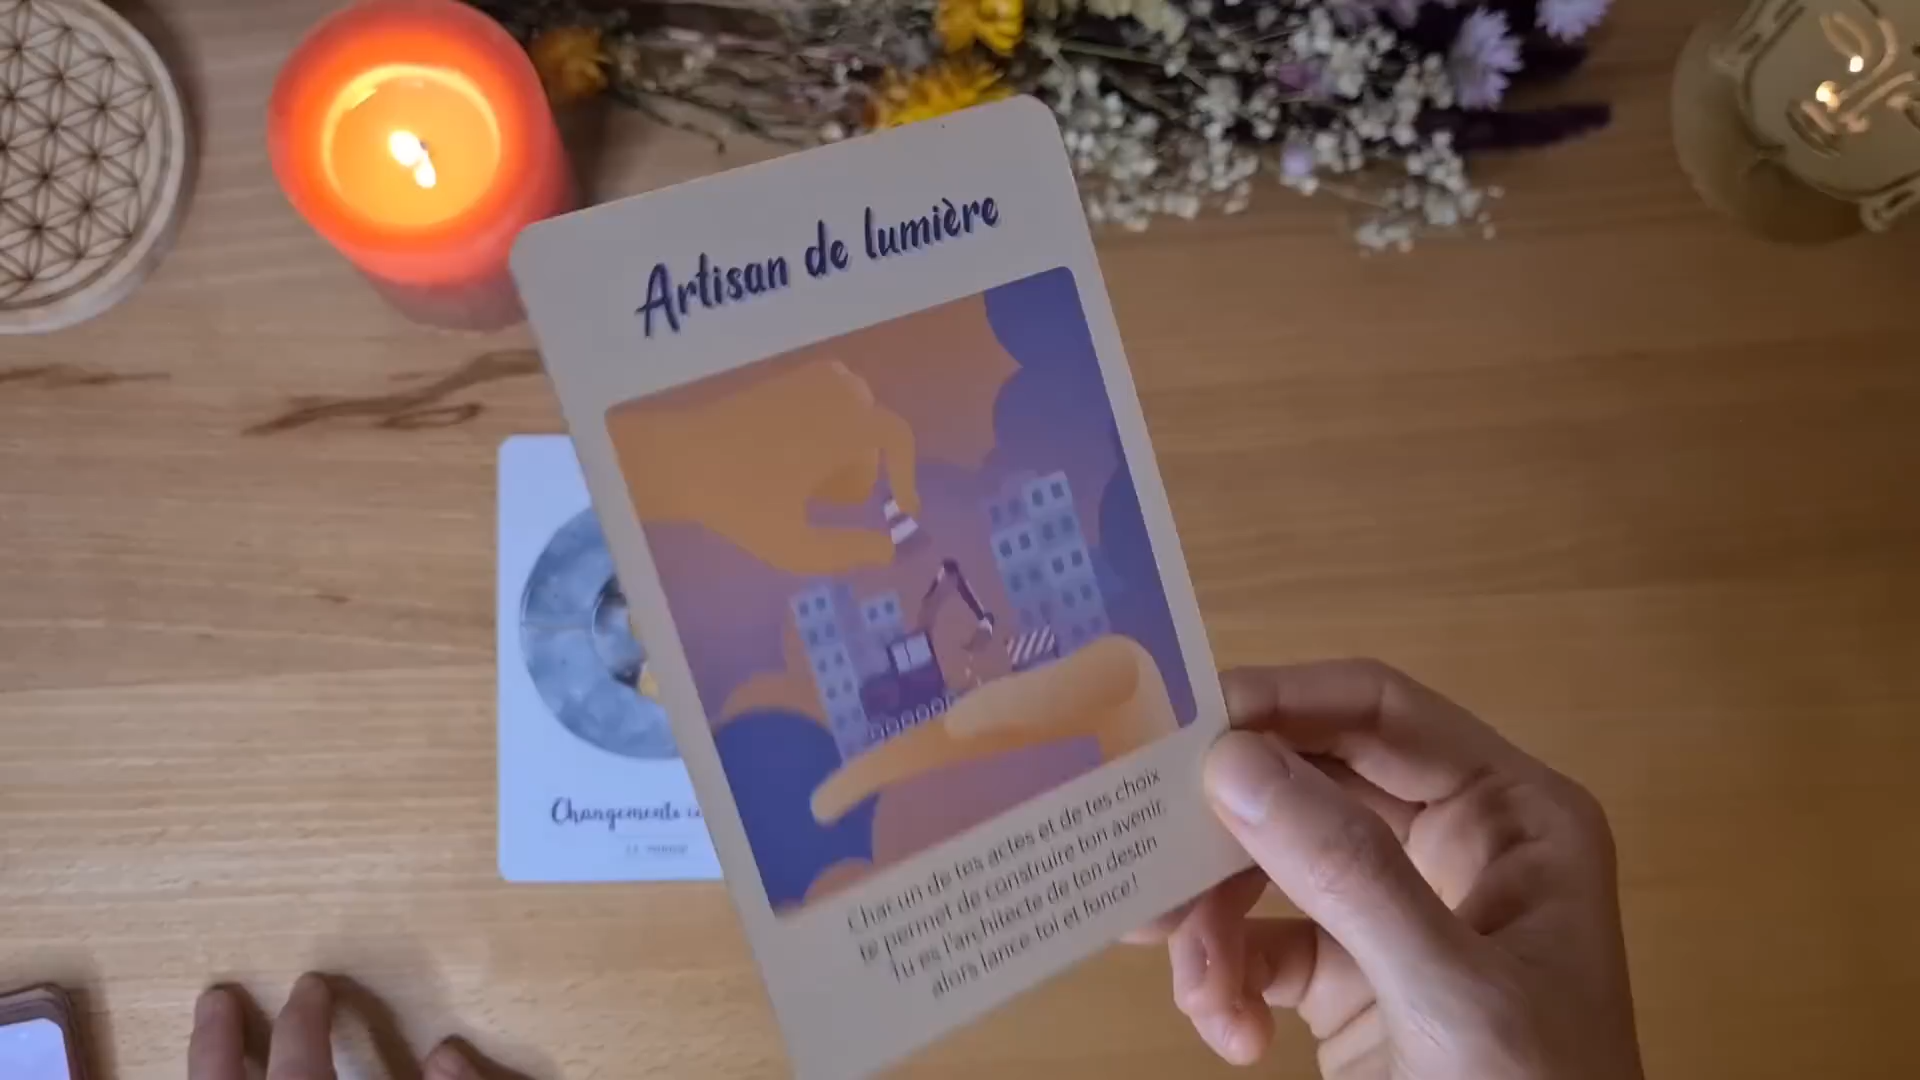 Artisan de lumière
Chacun de tes actes et de tes choix
te permet de construire ton avenir.
Tu es l'architecte de ton destin
alors lance toi et fonce!
Changements